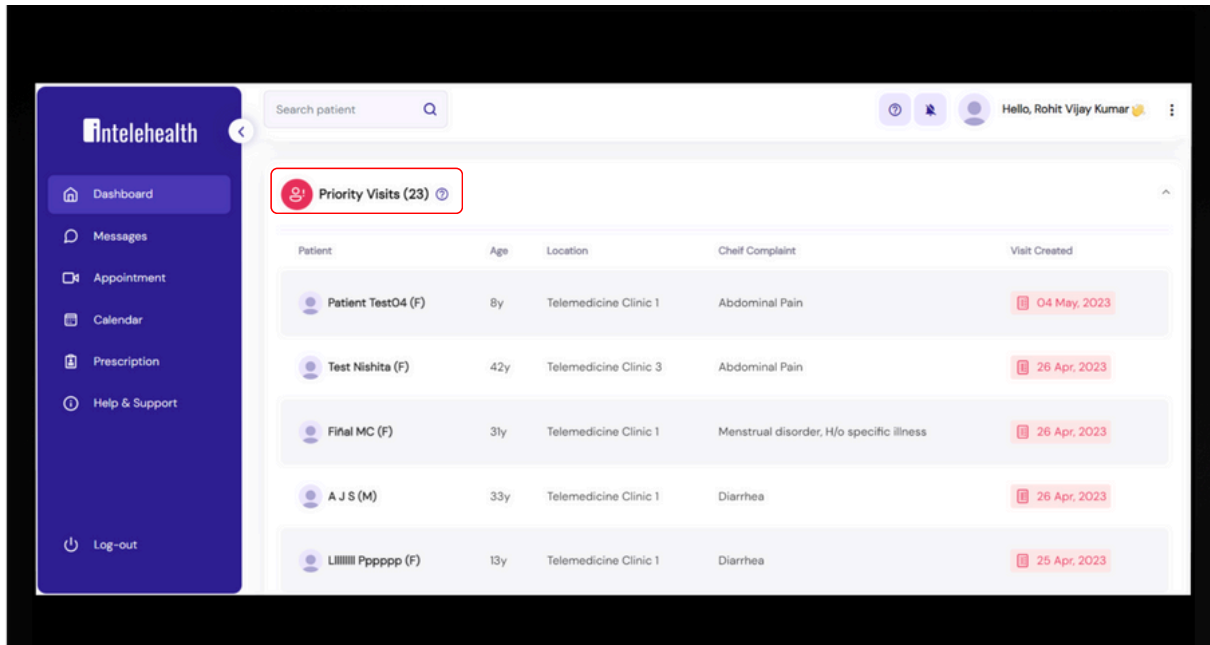 intelehealth
Search patient
Hello, Rohit Vijay Kumar 👋
Dashboard
Messages
Appointment
Calendar
Prescription
Help & Support
Log-out
Priority Visits (23)
Patient Age Location Cheif Complaint Visit Created
Patient Test04 (F) 8y Telemedicine Clinic 1 Abdominal Pain 04 May, 2023
Test Nishita (F) 42y Telemedicine Clinic 3 Abdominal Pain 26 Apr, 2023
Fiñal MC (F) 31y Telemedicine Clinic 1 Menstrual disorder, H/o specific illness 26 Apr, 2023
A J S (M) 33y Telemedicine Clinic 1 Diarrhea 26 Apr, 2023
Pppppp (F) 13y Telemedicine Clinic 1 Diarrhea 25 Apr, 2023